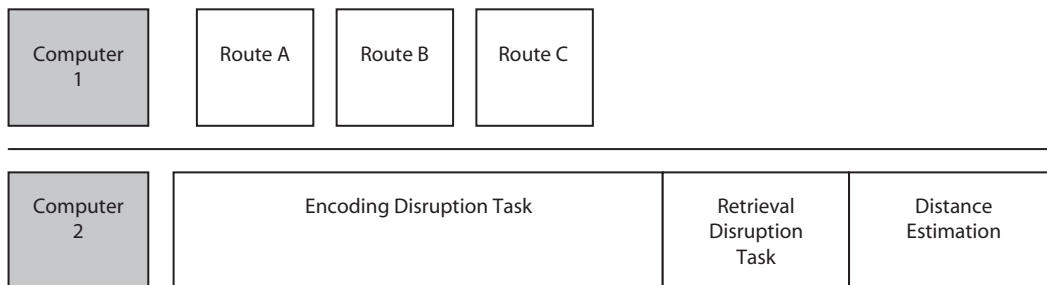 Computer
1
Route A
Route B
Route C
Computer
2
Encoding Disruption Task
Retrieval
Disruption
Task
Distance
Estimation